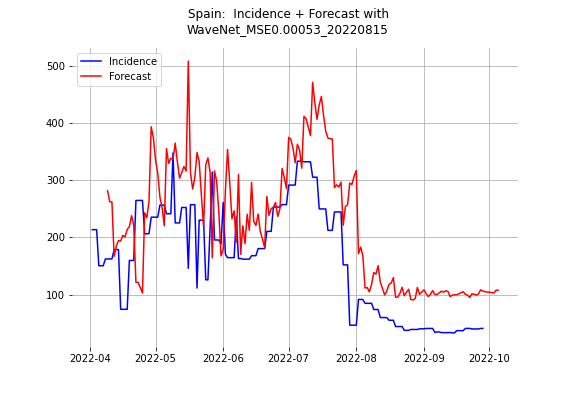 Spain:  Incidence + Forecast with
WaveNet_MSE0.00053_20220815
Incidence
Forecast
500
400
300
200
100
2022-04 2022-05 2022-06 2022-07 2022-08 2022-09 2022-10